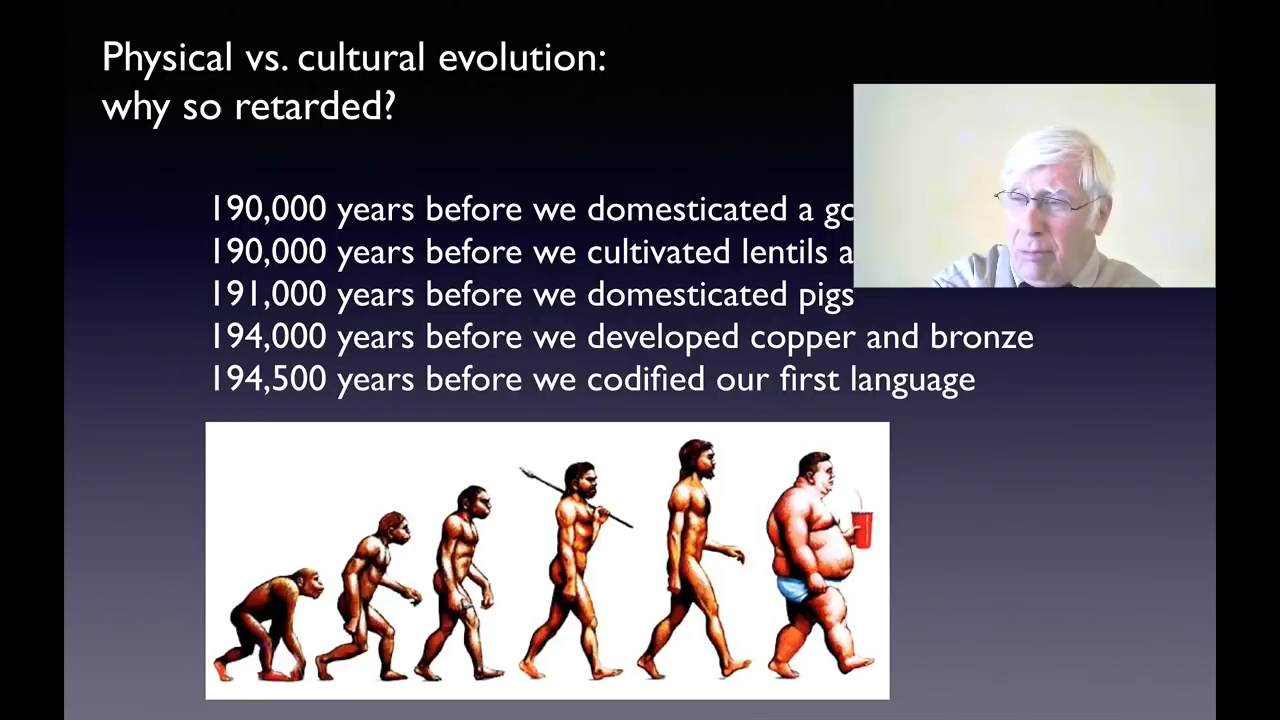 Physical vs. cultural evolution:
why so retarded?
190,000 years before we domesticated a
190,000 years before we cultivated lentils
191,000 years before we domesticated pigs
194,000 years before we developed copper and bronze
194,500 years before we codified our first language